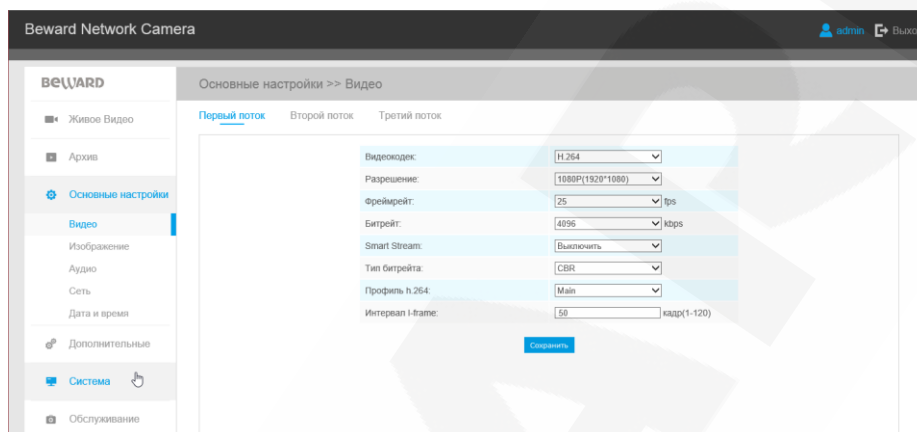 Beward Network Camera
admin
BEWARD
Основные настройки >> Видео
Живое Видео
Первый поток Второй поток Третий поток
Архив
Видеокодек: H.264
Разрешение: 1080P(1920*1080)
Основные настройки
Фреймрейт: 25 fps
Видео
Битрейт: 4096 kbps
Изображение
Smart Stream: Выключить
Аудио
Тип битрейта: CBR
Сеть
Профиль h.264: Main
Дата и время
Интервал I-frame: 50 кадр(1-120)
Дополнительные
Сохранить
Система
Обслуживание